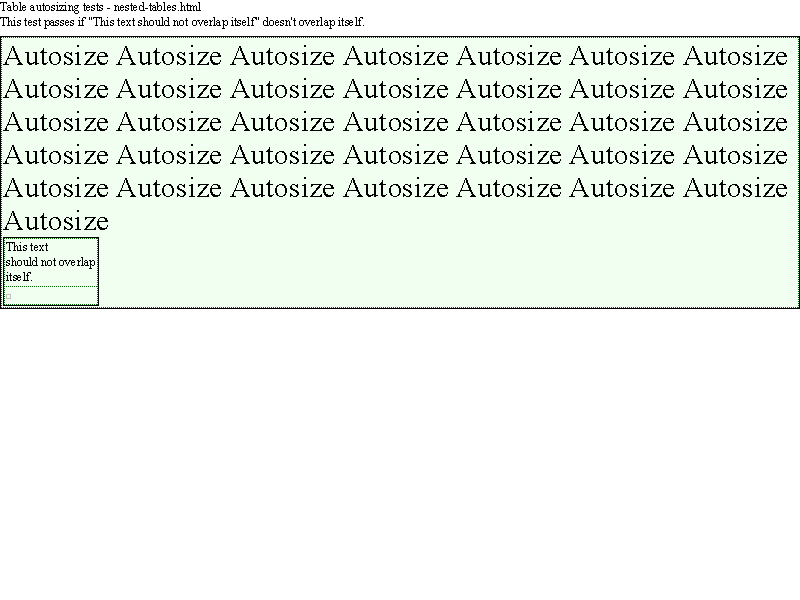 Table autosizing tests - nested-tables.html
This test passes if "This text should not overlap itself" doesn't overlap itself.
Autosize Autosize Autosize Autosize Autosize Autosize Autosize
Autosize Autosize Autosize Autosize Autosize Autosize Autosize
Autosize Autosize Autosize Autosize Autosize Autosize Autosize
Autosize Autosize Autosize Autosize Autosize Autosize Autosize
Autosize Autosize Autosize Autosize Autosize Autosize Autosize
Autosize
This text
should not overlap
itself.